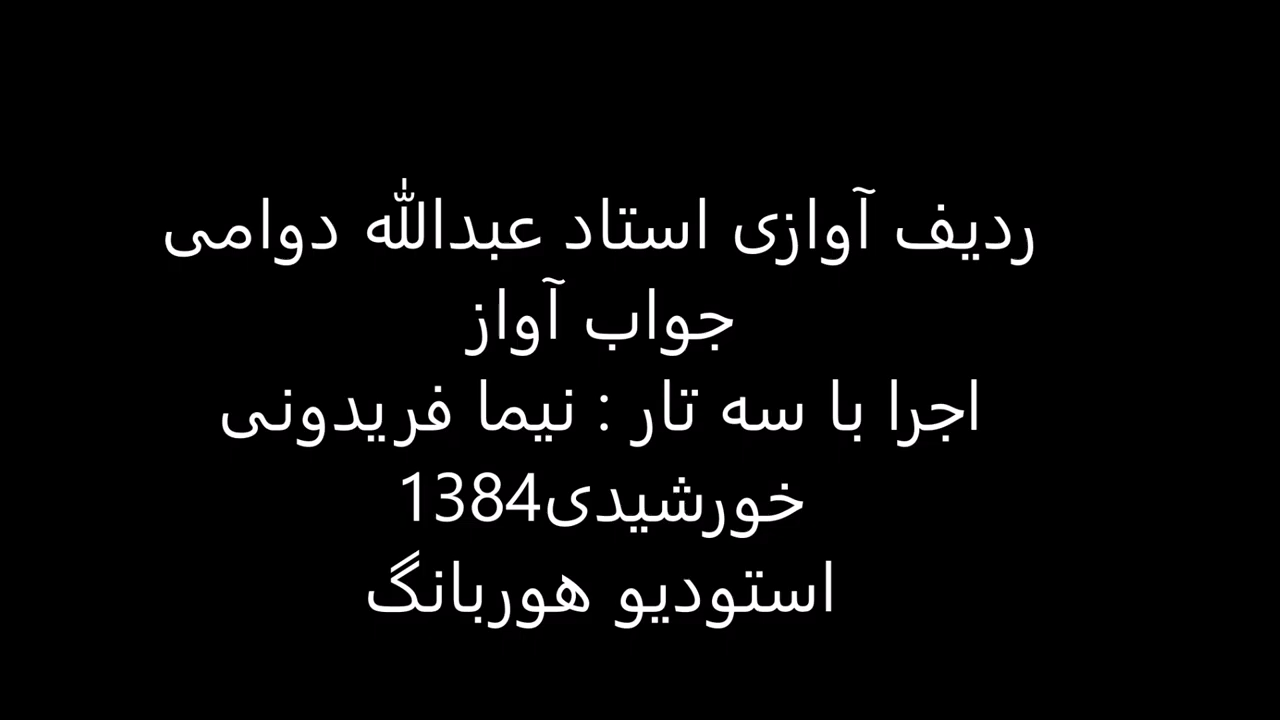 ردیف آوازی استاد عبدالله دوامی
جواب آواز
اجرا با سه تار : نیما فریدونی
خورشیدی1384
استودیو هوربانگ